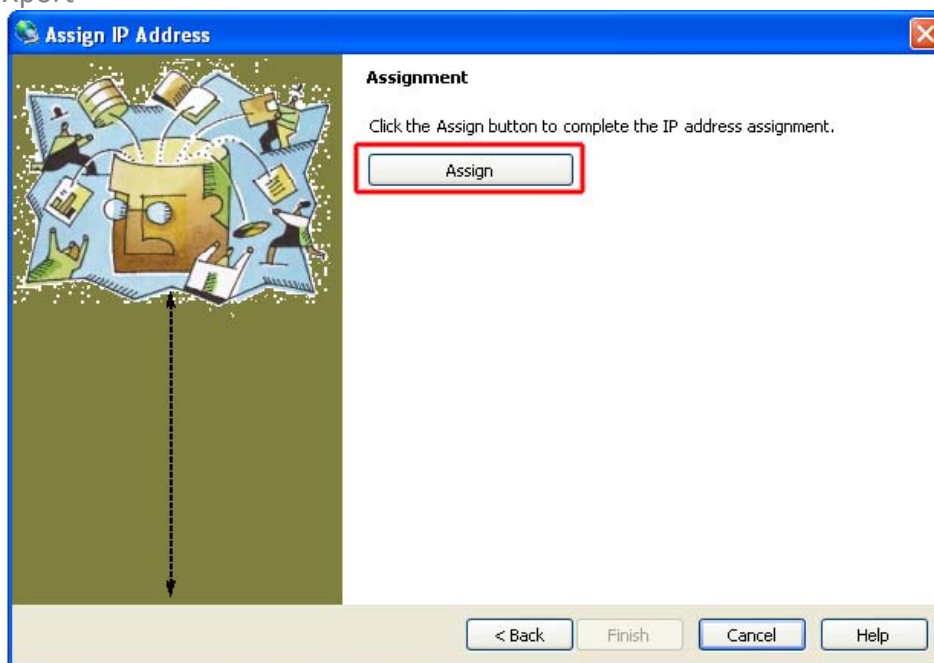 Xport
Assign IP Address
Assignment
Click the Assign button to complete the IP address assignment.
Assign
< Back Finish Cancel Help